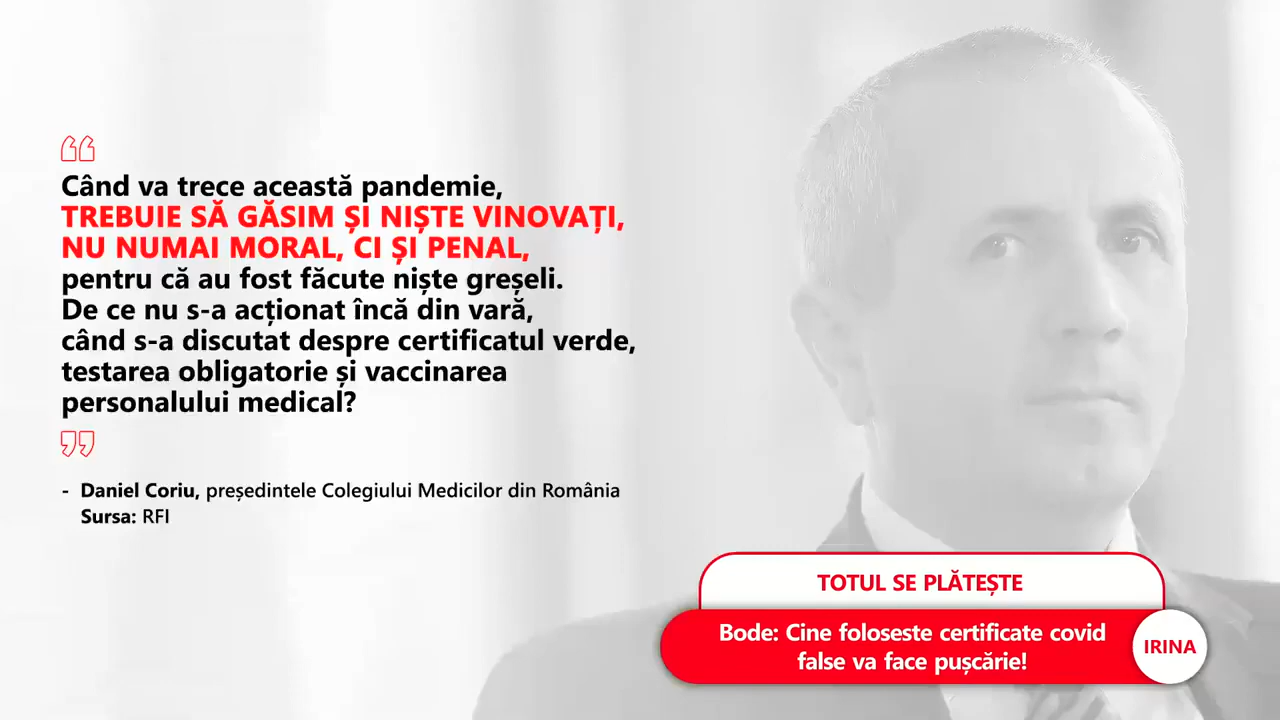 Când va trece această pandemie,
TREBUIE SĂ GĂSIM ȘI NIȘTE VINOVAȚI,
NU NUMAI MORAL, CI ȘI PENAL,
pentru că au fost făcute niște greșeli.
De ce nu s-a acționat încă din vară,
când s-a discutat despre certificatul verde,
testarea obligatorie și vaccinarea
personalului medical?
- Daniel Coriu, președintele Colegiului Medicilor din România
Sursa: RFI
TOTUL SE PLĂTEȘTE
Bode: Cine foloseste certificate covid
false va face pușcărie!
IRINA